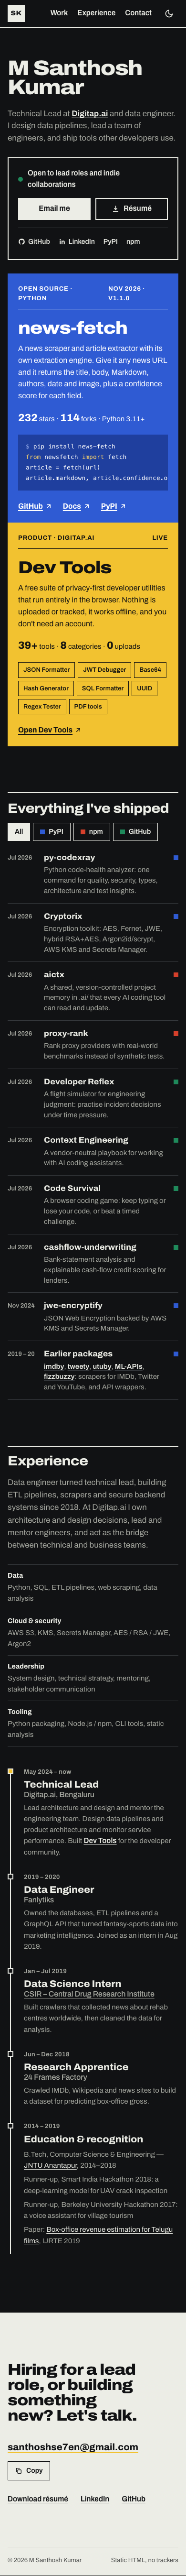 SK Work Experience Contact
M Santhosh
Kumar
Technical Lead at Digitap.ai and data engineer.
I design data pipelines, lead a team of
engineers, and ship tools other developers use.
Open to lead roles and indie
collaborations
Email me Résumé
GitHub LinkedIn PyPI npm
OPEN SOURCE · NOV 2026 ·
PYTHON V1.1.0
news-fetch
A news scraper and article extractor with its
own extraction engine. Give it any news URL
and it returns the title, body, Markdown,
authors, dates and image, plus a confidence
score for each field.
232 stars · 114 forks · Python 3.11+
$ pip install news-fetch
from newsfetch import fetch
article = fetch(url)
article.markdown, article.confidence.o
GitHub ↗ Docs ↗ PyPI ↗
PRODUCT · DIGITAP.AI LIVE
Dev Tools
A free suite of privacy-first developer utilities
that run entirely in the browser. Nothing is
uploaded or tracked, it works offline, and you
don't need an account.
39+ tools · 8 categories · 0 uploads
JSON Formatter JWT Debugger Base64
Hash Generator SQL Formatter UUID
Regex Tester PDF tools
Open Dev Tools ↗
Everything I've shipped
All PyPI npm GitHub
Jul 2026 py-codexray
Python code-health analyzer: one
command for quality, security, types,
architecture and test insights.
Jul 2026 Cryptorix
Encryption toolkit: AES, Fernet, JWE,
hybrid RSA+AES, Argon2id/scrypt,
AWS KMS and Secrets Manager.
Jul 2026 aictx
A shared, version-controlled project
memory in .ai/ that every AI coding tool
can read and update.
Jul 2026 proxy-rank
Rank proxy providers with real-world
benchmarks instead of synthetic tests.
Jul 2026 Developer Reflex
A flight simulator for engineering
judgment: practise incident decisions
under time pressure.
Jul 2026 Context Engineering
A vendor-neutral playbook for working
with AI coding assistants.
Jul 2026 Code Survival
A browser coding game: keep typing or
lose your code, or beat a timed
challenge.
Jul 2026 cashflow-underwriting
Bank-statement analysis and
explainable cash-flow credit scoring for
lenders.
Nov 2024 jwe-encryptify
JSON Web Encryption backed by AWS
KMS and Secrets Manager.
2019 – 20 Earlier packages
imdby, tweety, utuby, ML-APIs,
fizzbuzzy: scrapers for IMDb, Twitter
and YouTube, and API wrappers.
Experience
Data engineer turned technical lead, building
ETL pipelines, scrapers and secure backend
systems since 2018. At Digitap.ai I own
architecture and design decisions, lead and
mentor engineers, and act as the bridge
between technical and business teams.
Data
Python, SQL, ETL pipelines, web scraping, data
analysis
Cloud & security
AWS S3, KMS, Secrets Manager, AES / RSA / JWE,
Argon2
Leadership
System design, technical strategy, mentoring,
stakeholder communication
Tooling
Python packaging, Node.js / npm, CLI tools, static
analysis
May 2024 – now
Technical Lead
Digitap.ai, Bengaluru
Lead architecture and design and mentor the
engineering team. Design data pipelines and
product architecture and monitor service
performance. Built Dev Tools for the developer
community.
2019 – 2020
Data Engineer
Fanlytiks
Owned the databases, ETL pipelines and a
GraphQL API that turned fantasy-sports data into
marketing intelligence. Joined as an intern in Aug
2019.
Jan – Jul 2019
Data Science Intern
CSIR – Central Drug Research Institute
Built crawlers that collected news about rehab
centres worldwide, then cleaned the data for
analysis.
Jun – Dec 2018
Research Apprentice
24 Frames Factory
Crawled IMDb, Wikipedia and news sites to build
a dataset for predicting box-office gross.
2014 – 2019
Education & recognition
B.Tech, Computer Science & Engineering —
JNTU Anantapur, 2014–2018
Runner-up, Smart India Hackathon 2018: a
deep-learning model for UAV crack inspection
Runner-up, Berkeley University Hackathon 2017:
a voice assistant for village tourism
Paper: Box-office revenue estimation for Telugu
films, IJRTE 2019
Hiring for a lead
role, or building
something
new? Let's talk.
santhoshse7en@gmail.com
Copy
Download résumé LinkedIn GitHub
© 2026 M Santhosh Kumar Static HTML, no trackers